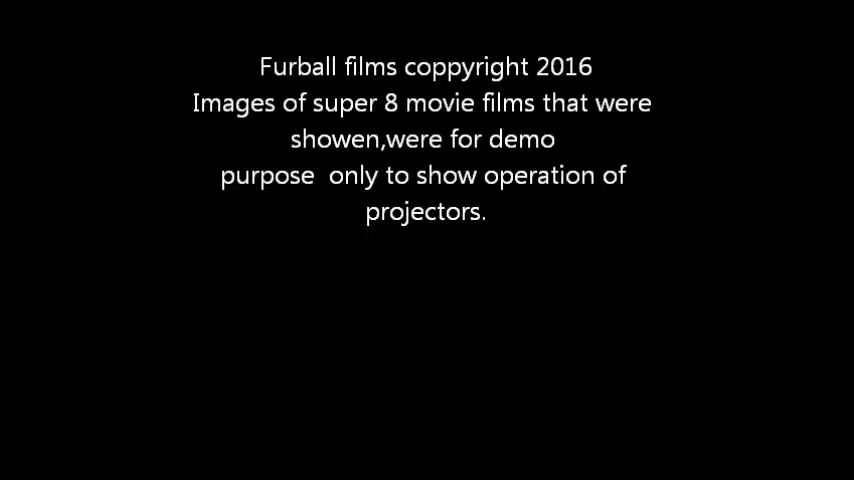 Furball films coppyright 2016
Images of super 8 movie films that were
showen,were for demo
purpose  only to show operation of
projectors.